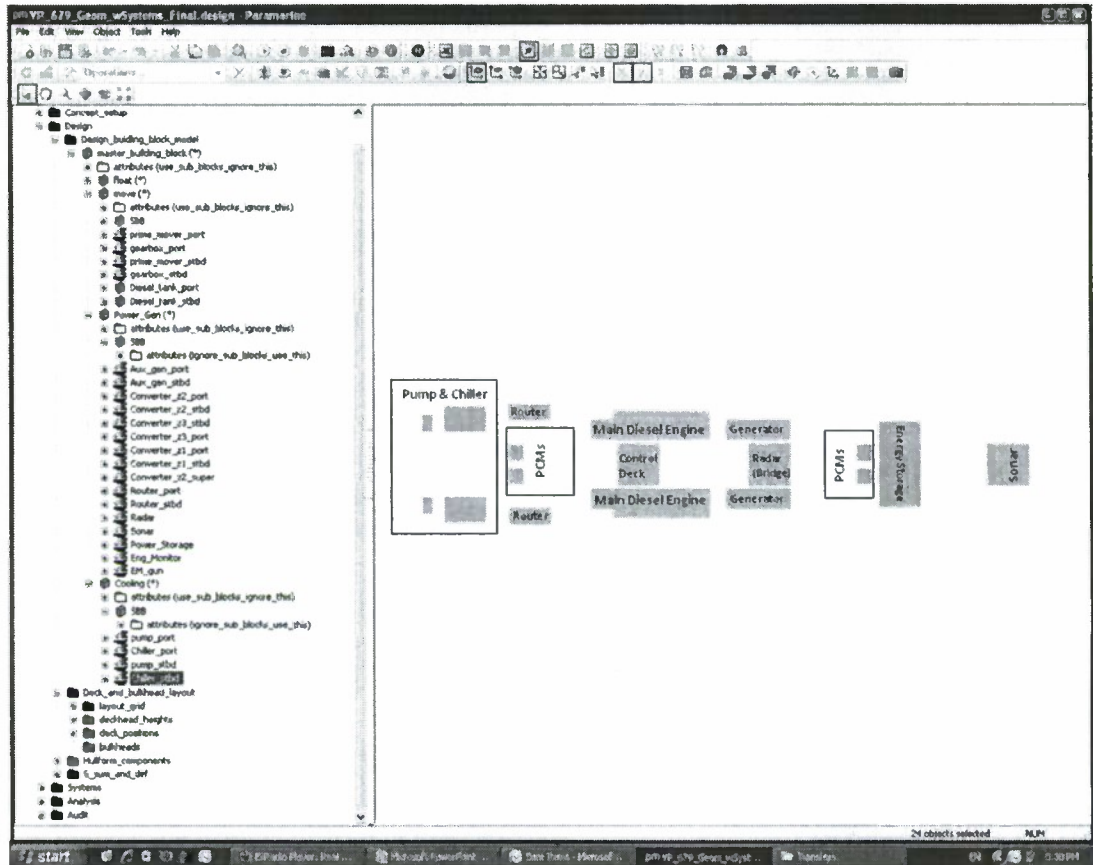 VP_679_Geom_wSystems_Final.design - Paramarine
File Edit View Object Tools Help
Operations
Concept_setup
Design
Design_building_block_model
master_building_block (*)
attributes (use_sub_blocks_ignore_this)
float (*)
move (*)
attributes (use_sub_blocks_ignore_this)
SBB
prime_mover_port
gearbox_port
prime_mover_stbd
gearbox_stbd
Diesel_tank_port
Diesel_tank_stbd
Power_Gen (*)
attributes (use_sub_blocks_ignore_this)
SBB
attributes (ignore_sub_blocks_use_this)
Aux_gen_port
Aux_gen_stbd
Converter_z2_port
Converter_z2_stbd
Converter_z3_stbd
Converter_z3_port
Converter_z1_port
Converter_z1_stbd
Converter_z2_super
Router_port
Router_stbd
Radar
Sonar
Power_Storage
Eng_Monitor
EM_gun
Cooling (*)
attributes (use_sub_blocks_ignore_this)
SBB
attributes (ignore_sub_blocks_use_this)
pump_port
Chiller_port
pump_stbd
Chiller_stbd
Deck_and_bulkhead_layout
layout_grid
deckhead_heights
deck_positions
bulkheads
Hullform_components
S_sum_and_def
Systems
Analysis
Audit
Pump & Chiller
Router
PCMs
Router
Main Diesel Engine
Control
Deck
Main Diesel Engine
Generator
Radar
(Bridge)
Generator
PCMs
Energy Storage
Sonar
24 objects selected NUM
start
Microsoft PowerPoint ...
EN